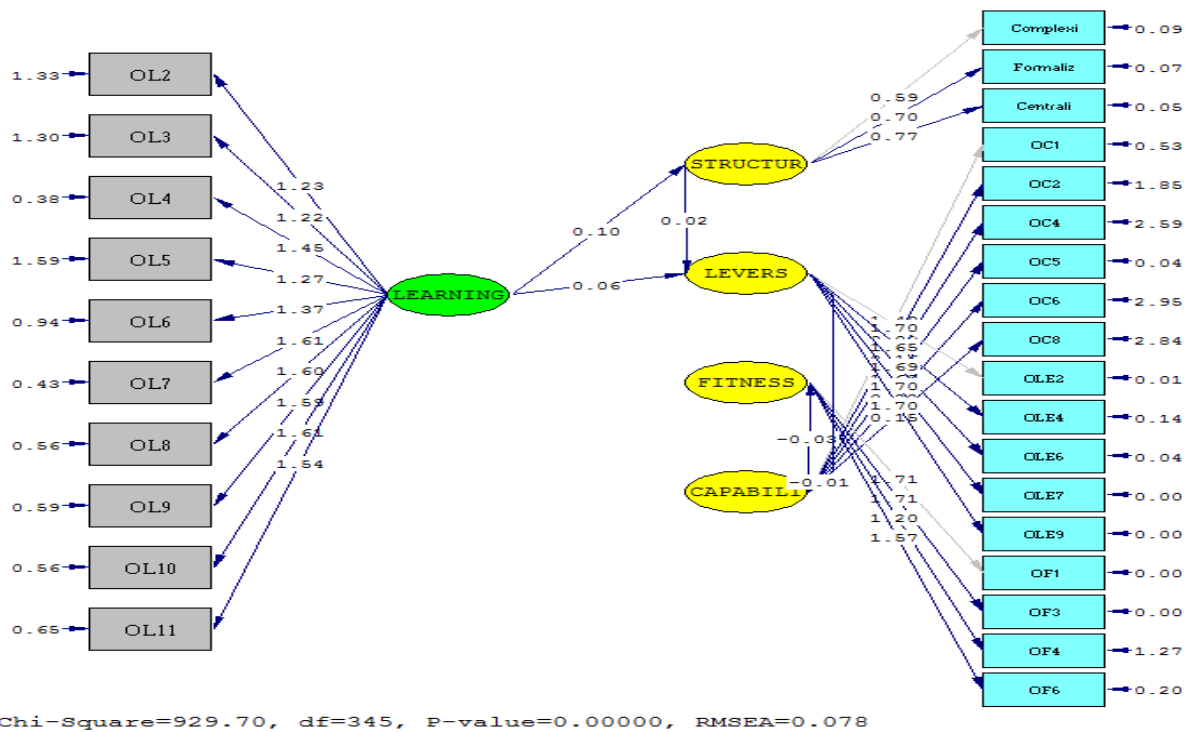 1.33 OL2
1.30 OL3
0.38 OL4
1.59 OL5
0.94 OL6
0.43 OL7
0.56 OL8
0.59 OL9
0.56 OL10
0.65 OL11
1.23
1.22
1.45
1.27
1.37
1.61
1.60
1.59
1.61
1.54
LEARNING
0.10
0.06
STRUCTUR
0.02
LEVERS
FITNESS
-0.03
-0.01
CAPABILI
0.59
0.70
0.77
1.70
1.65
1.69
1.70
1.70
0.15
1.71
1.71
1.20
1.57
Complexi 0.09
Formaliz 0.07
Centrali 0.05
OC1 0.53
OC2 1.85
OC4 2.59
OC5 0.04
OC6 2.95
OC8 2.84
OLE2 0.01
OLE4 0.14
OLE6 0.04
OLE7 0.00
OLE9 0.00
OF1 0.00
OF3 0.00
OF4 1.27
OF6 0.20
Chi-Square=929.70, df=345, P-value=0.00000, RMSEA=0.078